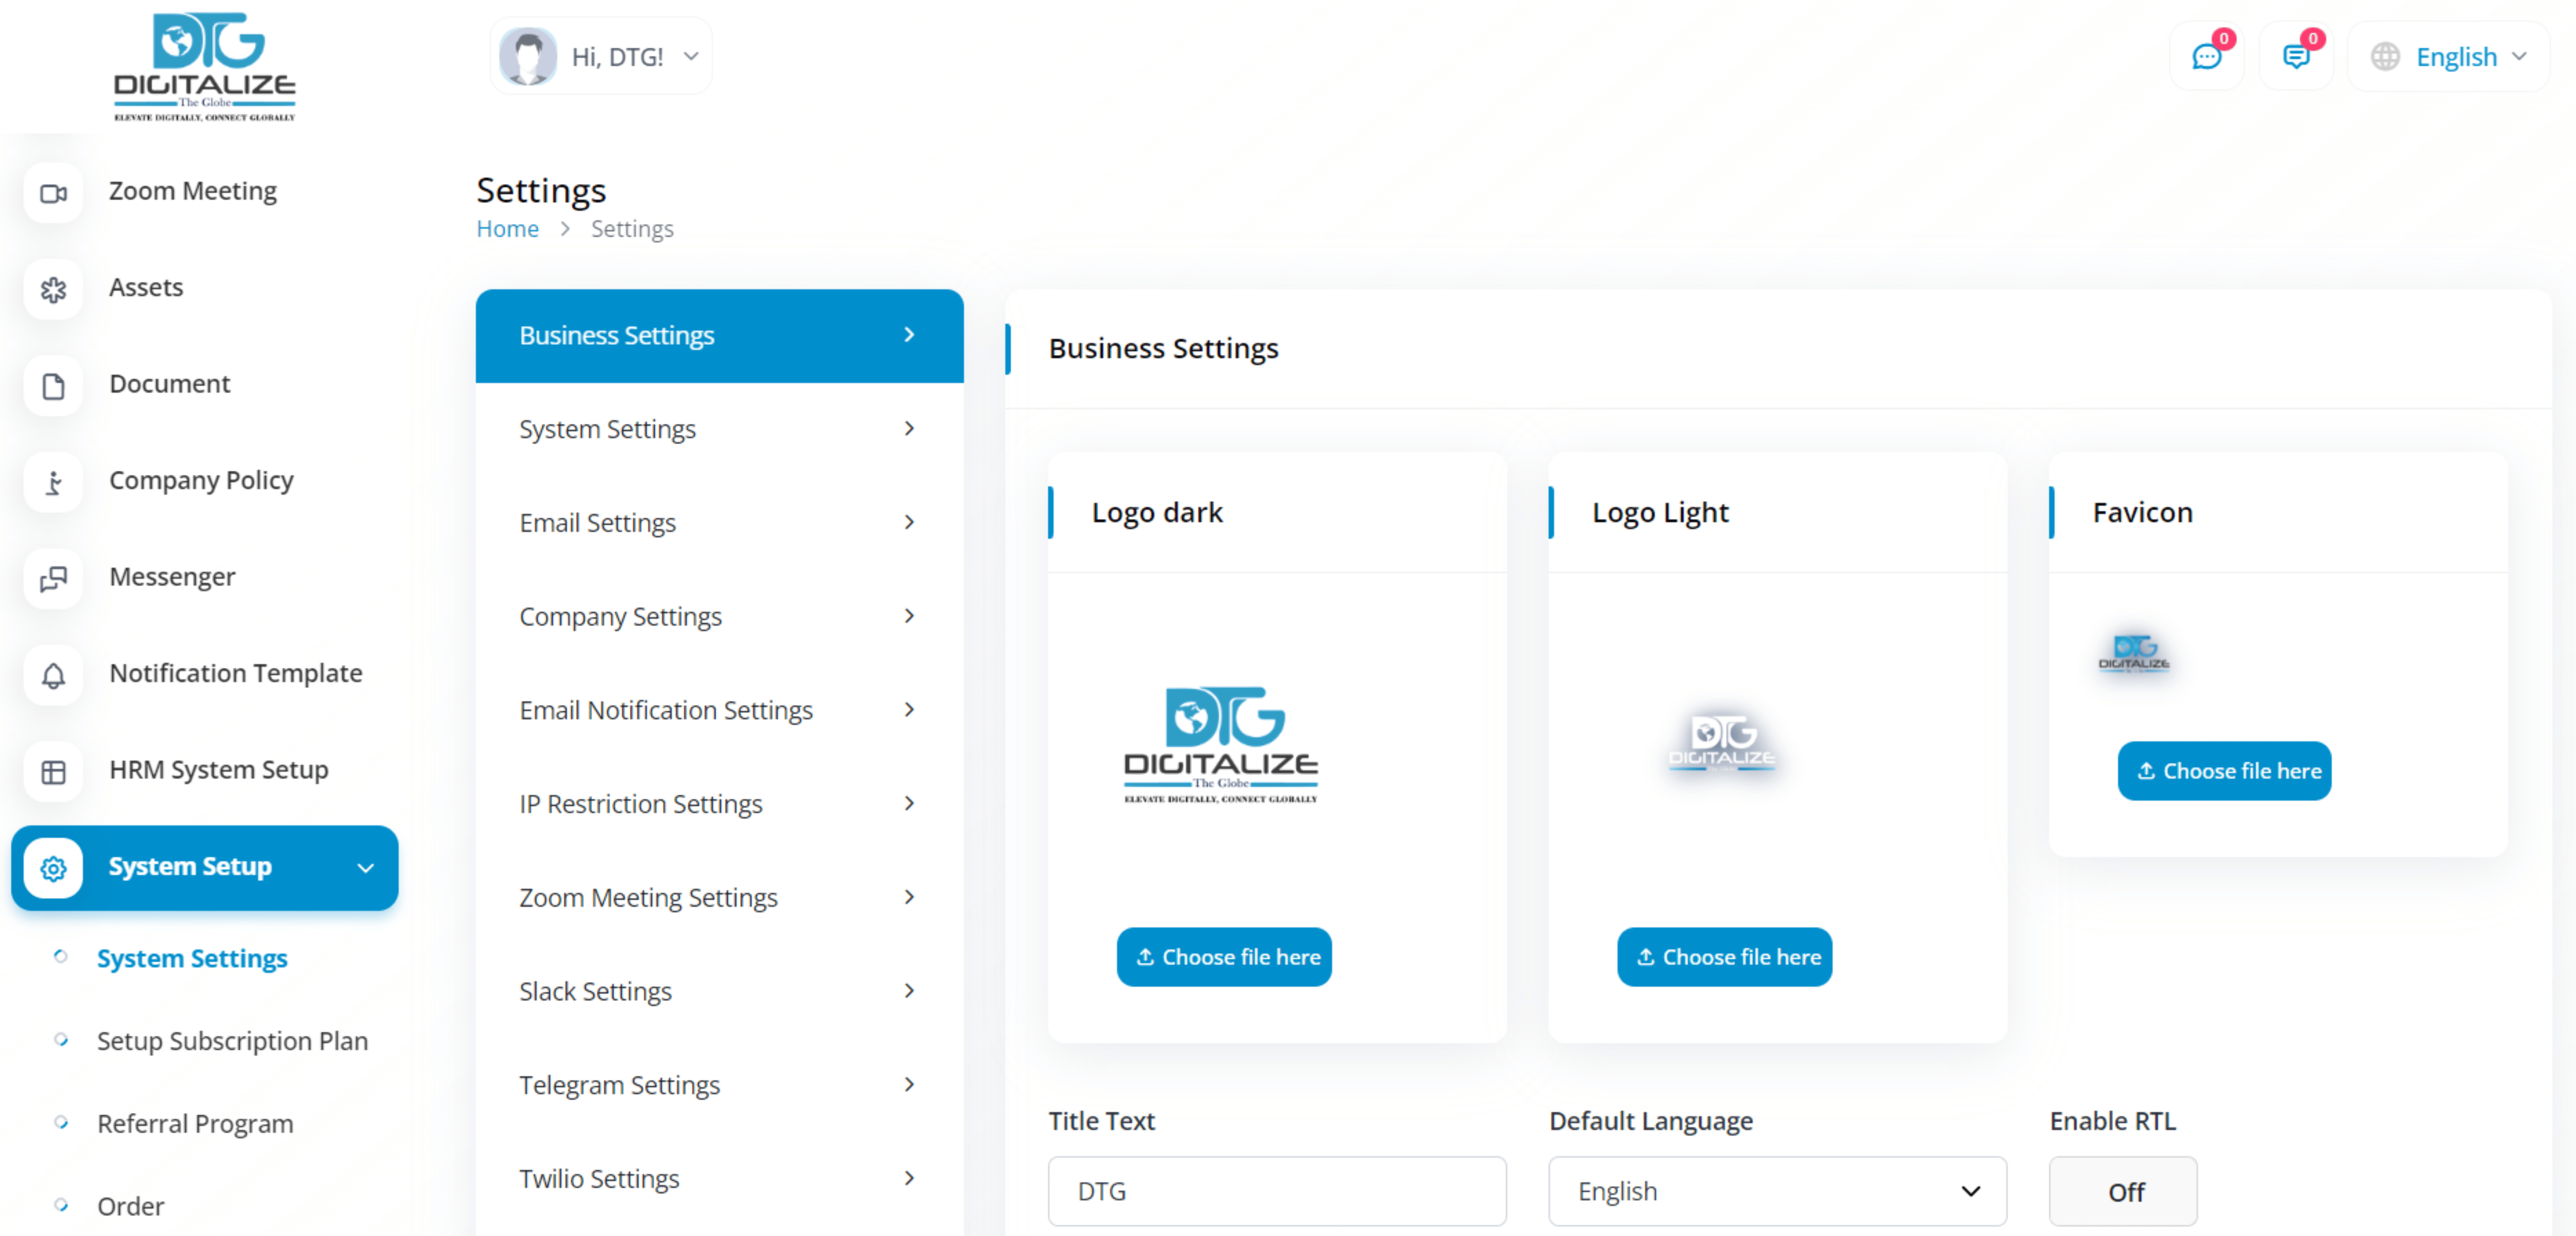 DTG
DIGITALIZE
The Globe
ELEVATE DIGITALLY, CONNECT GLOBALLY
Hi, DTG!
0
0
English
Zoom Meeting
Assets
Document
Company Policy
Messenger
Notification Template
HRM System Setup
System Setup
System Settings
Setup Subscription Plan
Referral Program
Order
Settings
Home > Settings
Business Settings
System Settings
Email Settings
Company Settings
Email Notification Settings
IP Restriction Settings
Zoom Meeting Settings
Slack Settings
Telegram Settings
Twilio Settings
Business Settings
Logo dark
DTG
DIGITALIZE
The Globe
ELEVATE DIGITALLY, CONNECT GLOBALLY
Choose file here
Logo Light
DTG
DIGITALIZE
Choose file here
Favicon
DTG
DIGITALIZE
Choose file here
Title Text
DTG
Default Language
English
Enable RTL
Off